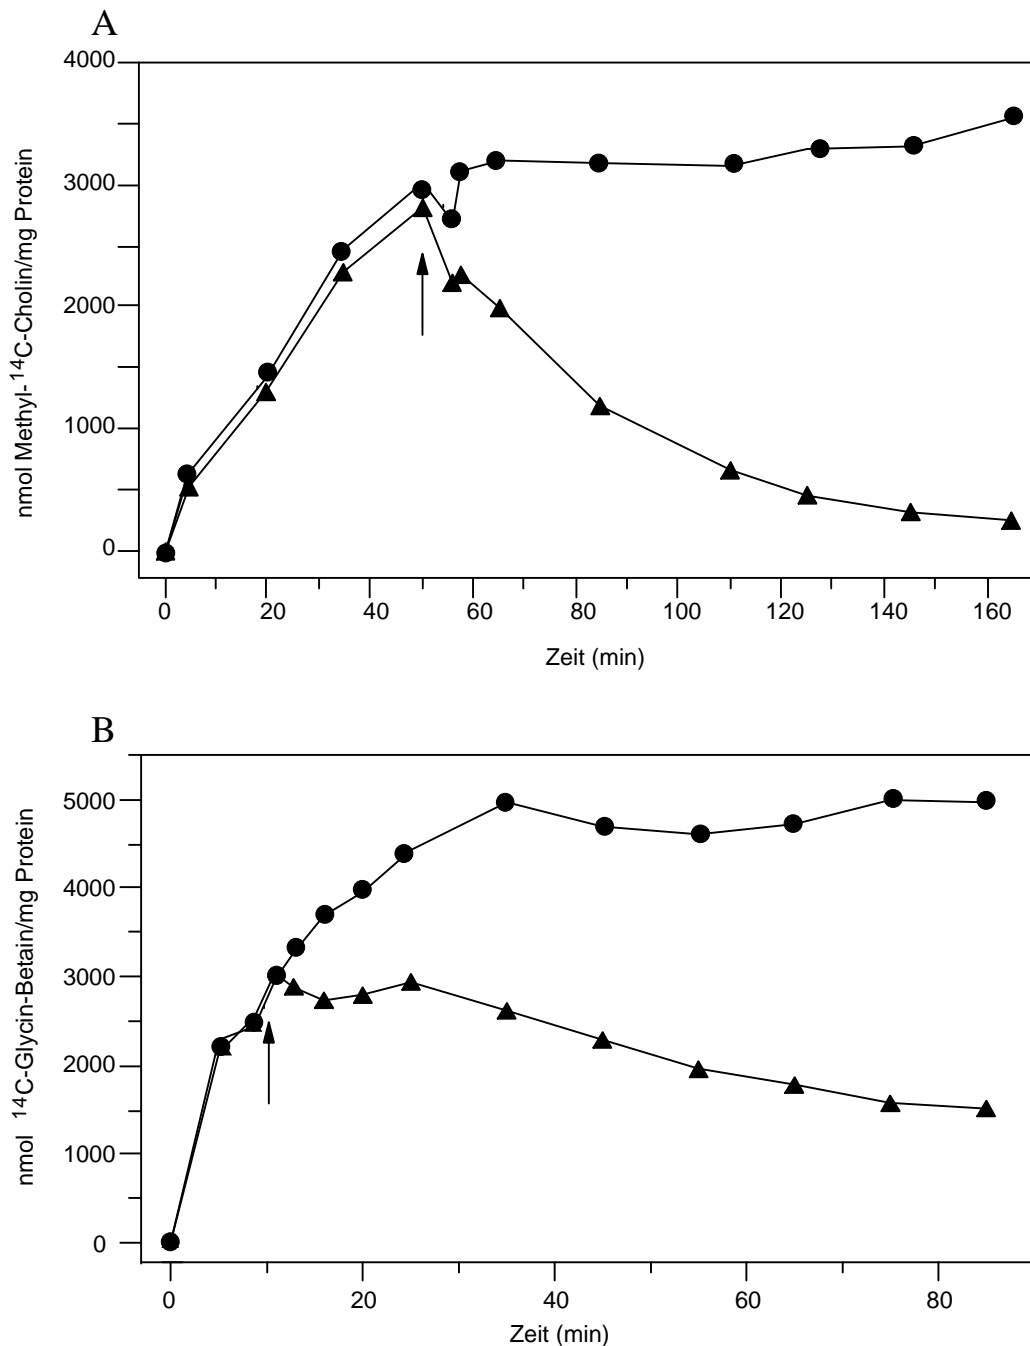 A
4000
3000
2000
1000
0
nmol Methyl-¹⁴C-Cholin/mg Protein
0 20 40 60 80 100 120 140 160
Zeit (min)
B
5000
4000
3000
2000
1000
0
nmol ¹⁴C-Glycin-Betain/mg Protein
0 20 40 60 80
Zeit (min)